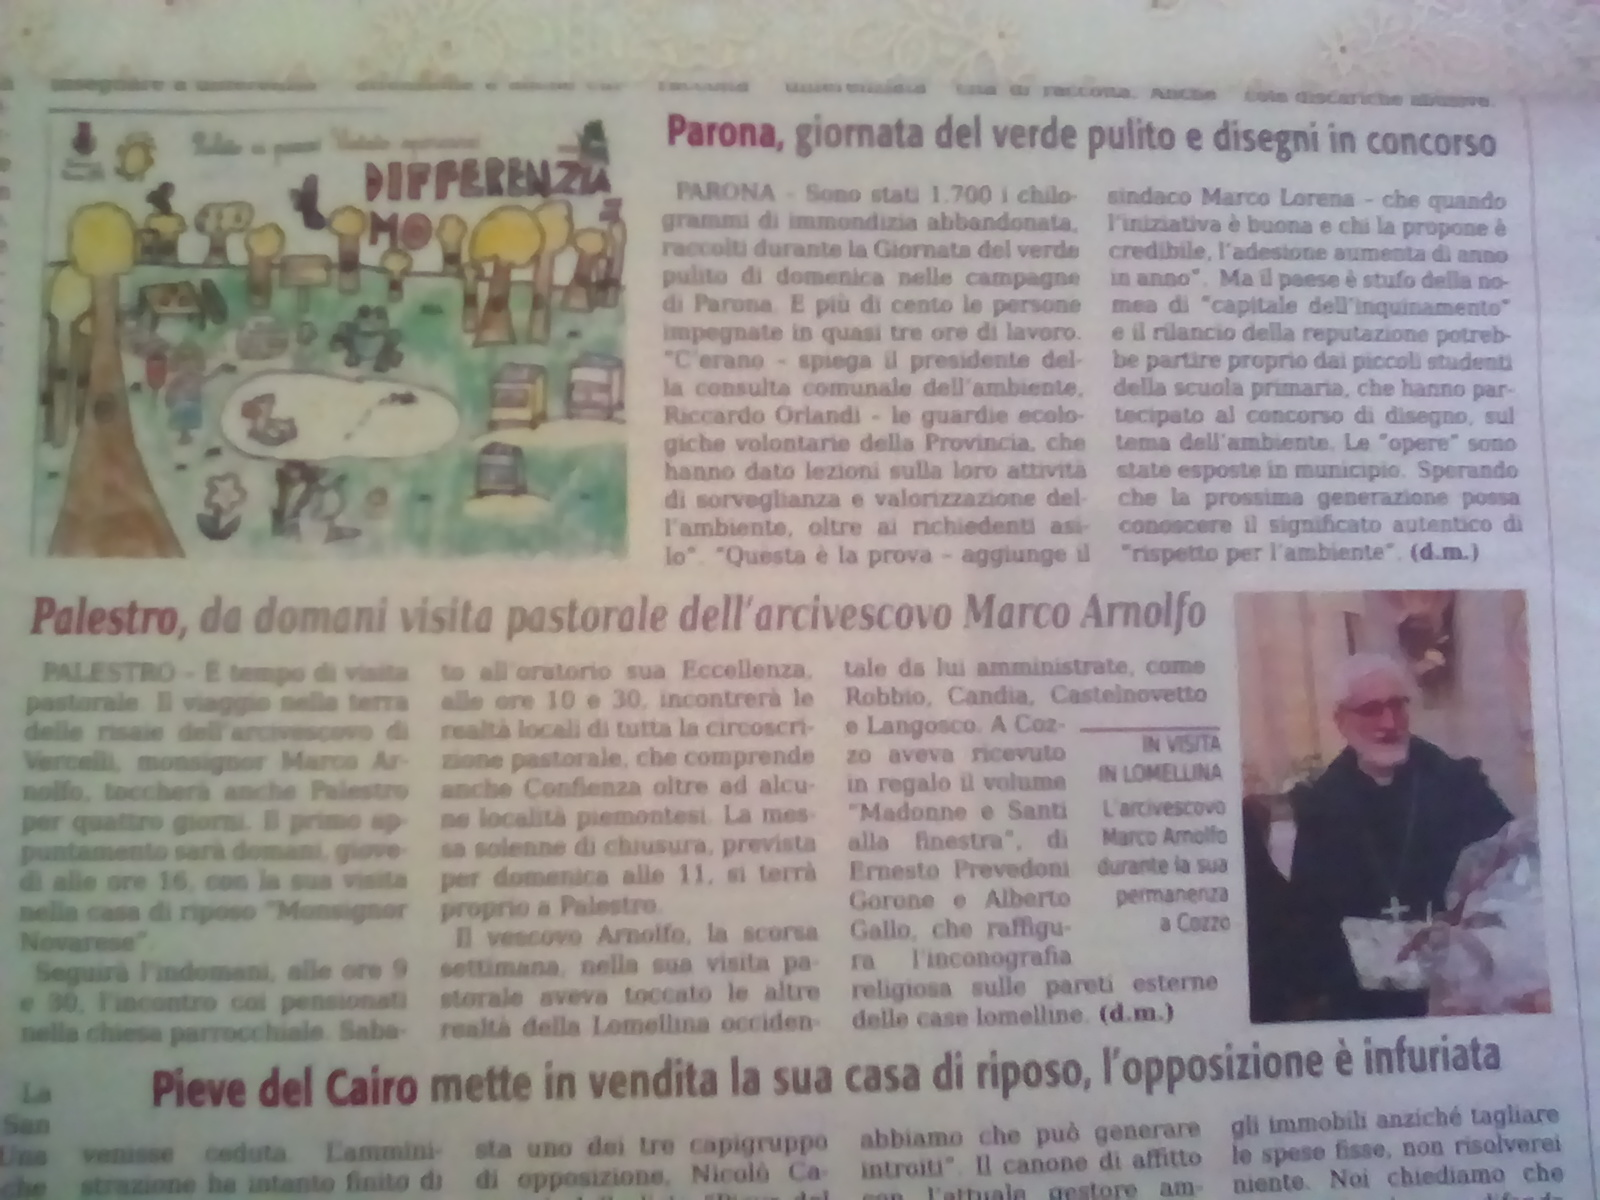 tiva di raccolta. Anche
cole discariche abusive.
DIFFERENZIA
MO
Parona, giornata del verde pulito e disegni in concorso
PARONA - Sono stati 1.700 i chilo-
grammi di immondizia abbandonata,
raccolti durante la Giornata del verde
pulito di domenica nelle campagne
di Parona. E più di cento le persone
impegnate in quasi tre ore di lavoro.
"C'erano - spiega il presidente del-
la consulta comunale dell'ambiente,
Riccardo Orlandi - le guardie ecolo-
giche volontarie della Provincia, che
hanno dato lezioni sulla loro attività
di sorveglianza e valorizzazione del-
l'ambiente, oltre ai richiedenti asi-
lo". "Questa è la prova - aggiunge il
sindaco Marco Lorena - che quando
l'iniziativa è buona e chi la propone è
credibile, l'adesione aumenta di anno
in anno". Ma il paese è stufo della no-
mea di "capitale dell'inquinamento"
e il rilancio della reputazione potreb-
be partire proprio dai piccoli studenti
della scuola primaria, che hanno par-
tecipato al concorso di disegno, sul
tema dell'ambiente. Le "opere" sono
state esposte in municipio. Sperando
che la prossima generazione possa
conoscere il significato autentico di
"rispetto per l'ambiente". (d.m.)
Palestro, da domani visita pastorale dell'arcivescovo Marco Arnolfo
PALESTRO - È tempo di visita
pastorale. Il viaggio nella terra
delle risaie dell'arcivescovo di
Vercelli, monsignor Marco Ar-
nolfo, toccherà anche Palestro
per quattro giorni. Il primo ap-
puntamento sarà domani, giove-
dì alle ore 16, con la sua visita
nella casa di riposo "Monsignor
Novarese".
Seguirà l'indomani, alle ore 9
e 30, l'incontro coi pensionati
nella chiesa parrocchiale. Saba-
to all'oratorio sua Eccellenza,
alle ore 10 e 30, incontrerà le
realtà locali di tutta la circoscri-
zione pastorale, che comprende
anche Confienza oltre ad alcu-
ne località piemontesi. La mes-
sa solenne di chiusura, prevista
per domenica alle 11, si terrà
proprio a Palestro.
Il vescovo Arnolfo, la scorsa
settimana, nella sua visita pa-
storale aveva toccato le altre
realtà della Lomellina occiden-
tale da lui amministrate, come
Robbio, Candia, Castelnovetto
e Langosco. A Coz-
zo aveva ricevuto
in regalo il volume
"Madonne e Santi
alla finestra", di
Ernesto Prevedoni
Gorone e Alberto
Gallo, che raffigu-
ra l'inconografia
religiosa sulle pareti esterne
delle case lomelline. (d.m.)
IN VISITA
IN LOMELLINA
L'arcivescovo
Marco Arnolfo
durante la sua
permanenza
a Cozzo
Pieve del Cairo mette in vendita la sua casa di riposo, l'opposizione è infuriata
La
San
Una
che
venisse ceduta. L'ammini-
strazione ha intanto finito di
sta uno dei tre capigruppo
di opposizione, Nicolò Ca-
abbiamo che può generare
introiti". Il canone di affitto
l'attuale gestore am-
gli immobili anziché tagliare
le spese fisse, non risolverei
niente. Noi chiediamo che